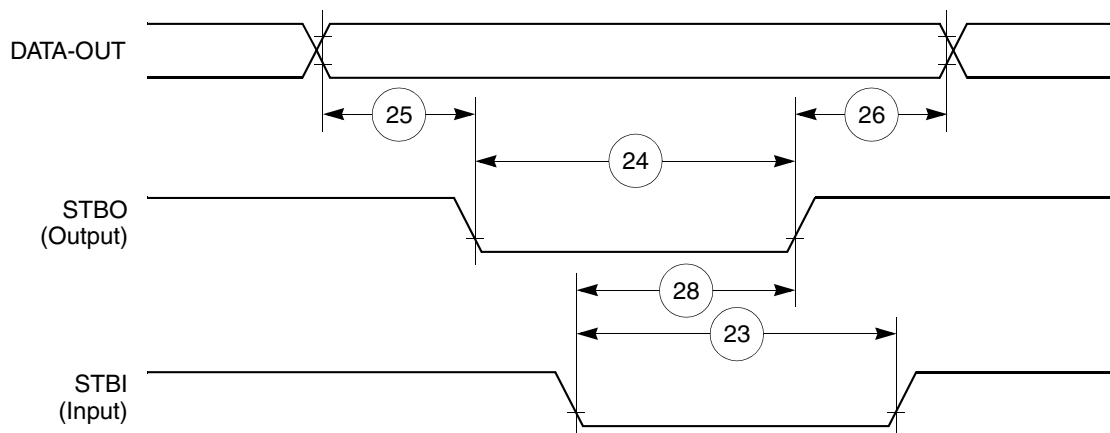 DATA-OUT
25
26
24
STBO
(Output)
28
23
STBI
(Input)